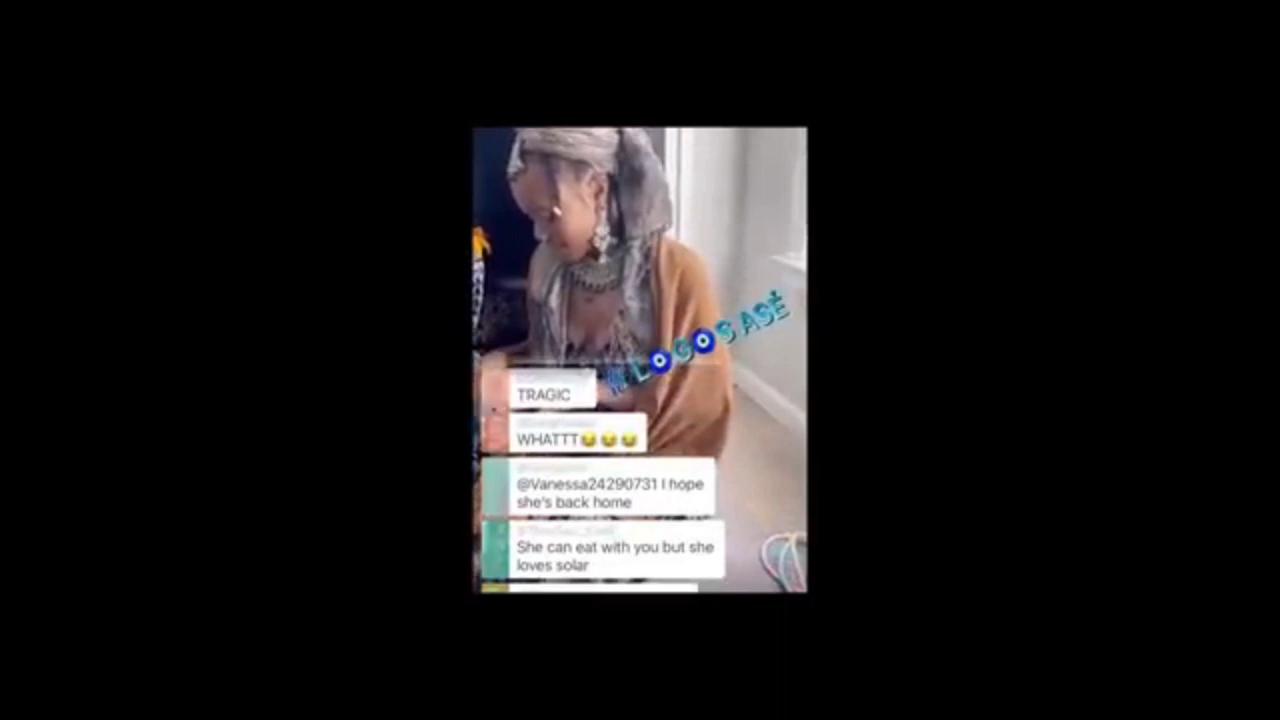 #LOGOS ASÉ
TRAGIC
WHATTT😂😂😂
@Vanessa24290731 I hope
she's back home
She can eat with you but she
loves solar